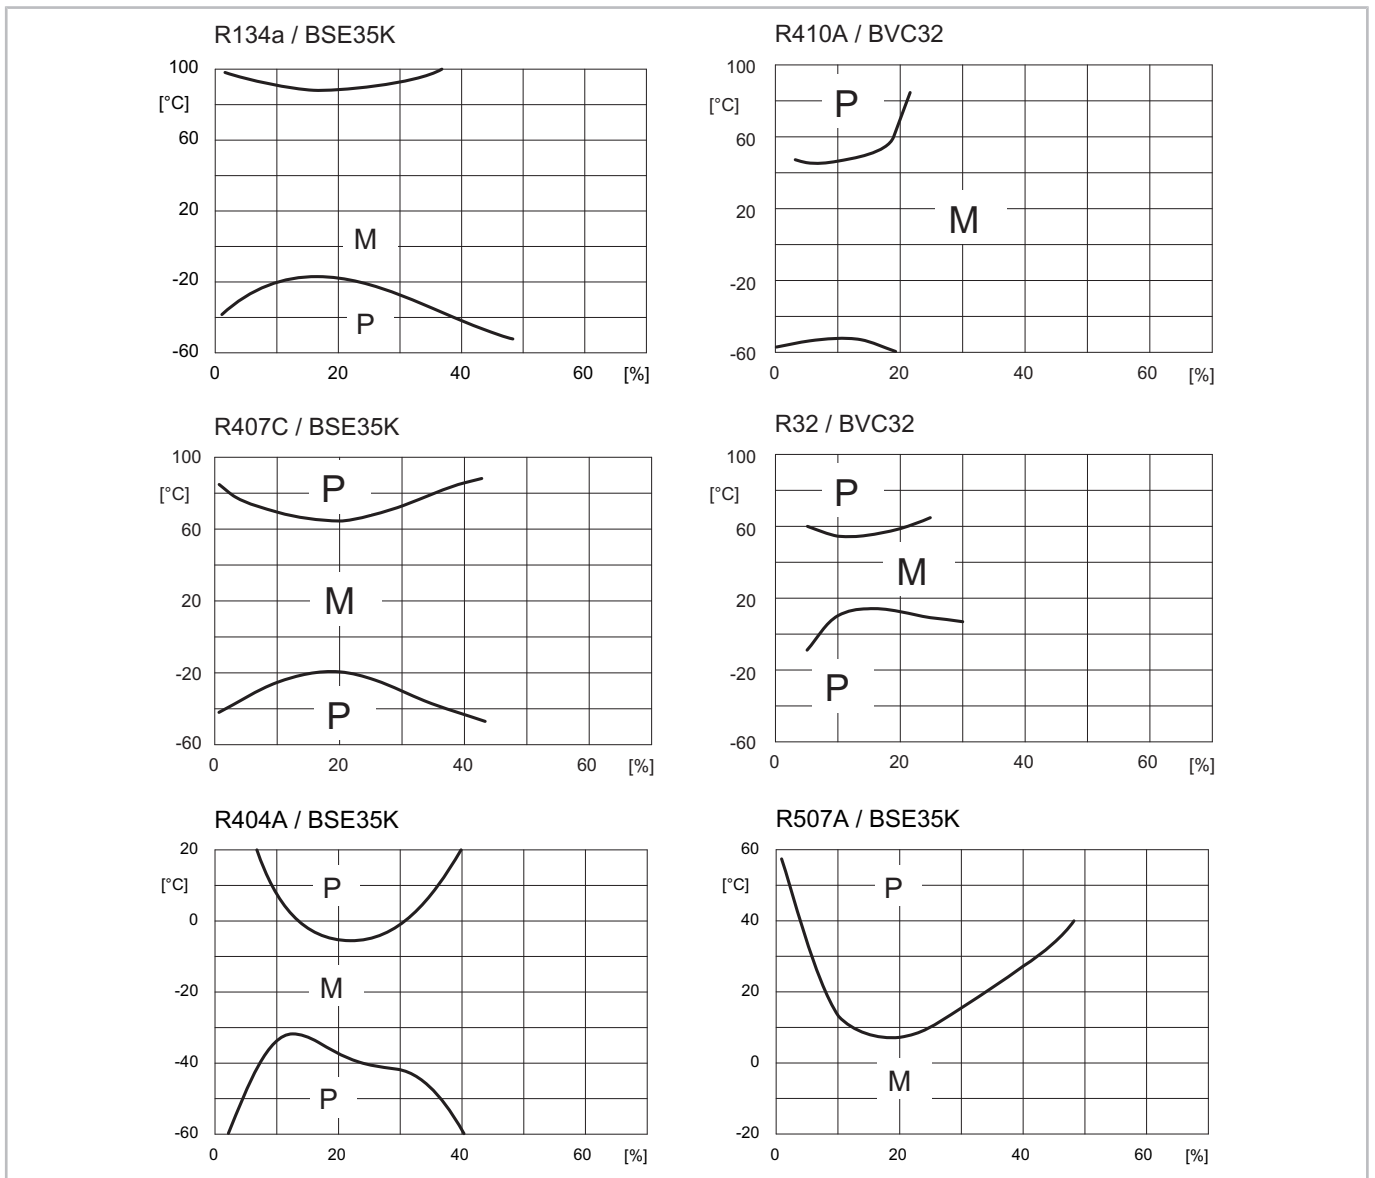 R134a / BSE35K
100
[°C]
60
20
-20
-60
M
P
0 20 40 60 [%]
R410A / BVC32
100
[°C]
60
20
-20
-60
P
M
0 20 40 60 [%]
R407C / BSE35K
100
[°C]
60
20
-20
-60
P
M
P
0 20 40 60 [%]
R32 / BVC32
100
[°C]
60
20
-20
-60
P
M
P
0 20 40 60 [%]
R404A / BSE35K
20
[°C]
0
-20
-40
-60
P
M
P
0 20 40 60 [%]
R507A / BSE35K
60
[°C]
40
20
0
-20
P
M
0 20 40 60 [%]